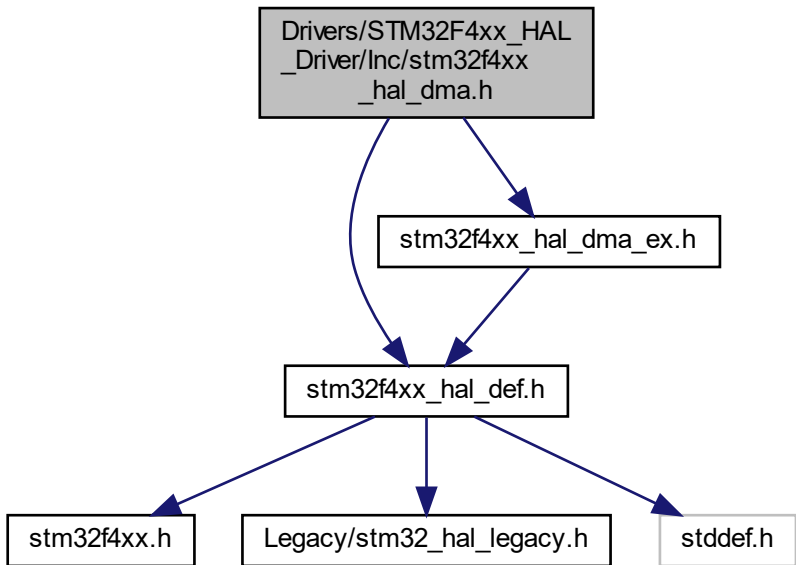 Drivers/STM32F4xx_HAL
_Driver/Inc/stm32f4xx
_hal_dma.h
stm32f4xx_hal_dma_ex.h
stm32f4xx_hal_def.h
stm32f4xx.h
Legacy/stm32_hal_legacy.h
stddef.h